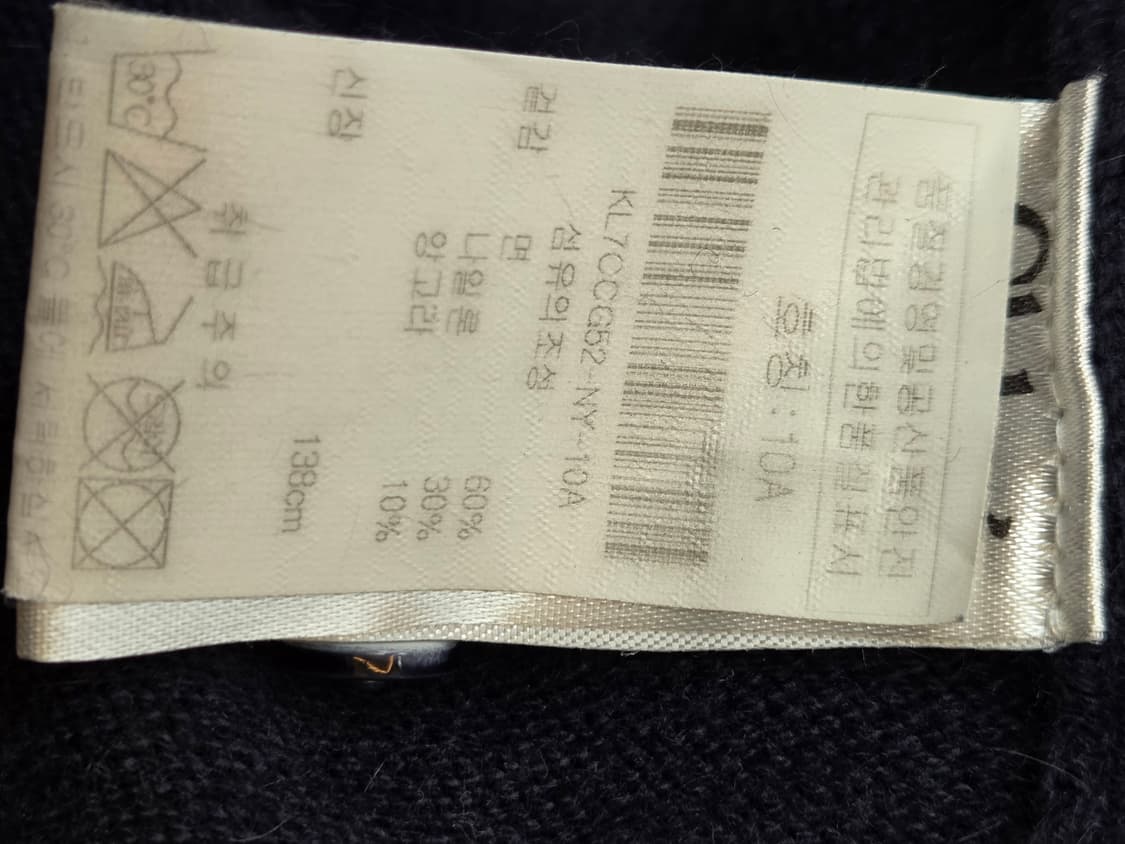 품질경영및공산품안전
관리법에의한품질표시
호칭 : 10A
KL7CCG52-NY-10A
섬유의조성
겉감
면 60%
나일론 30%
앙고라 10%
신장
138cm
취급주의
30°C